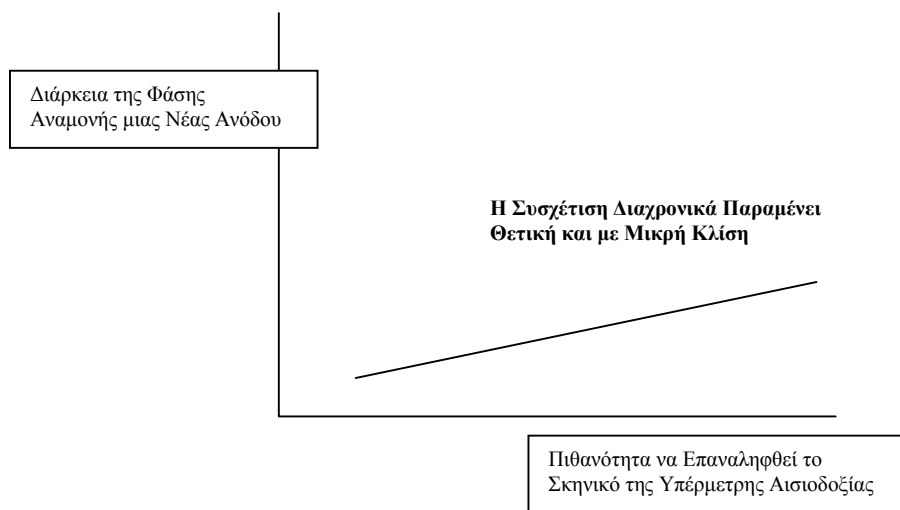 Διάρκεια της Φάσης
Αναμονής μιας Νέας Ανόδου
Η Συσχέτιση Διαχρονικά Παραμένει
Θετική και με Μικρή Κλίση
Πιθανότητα να Επαναληφθεί το
Σκηνικό της Υπέρμετρης Αισιοδοξίας